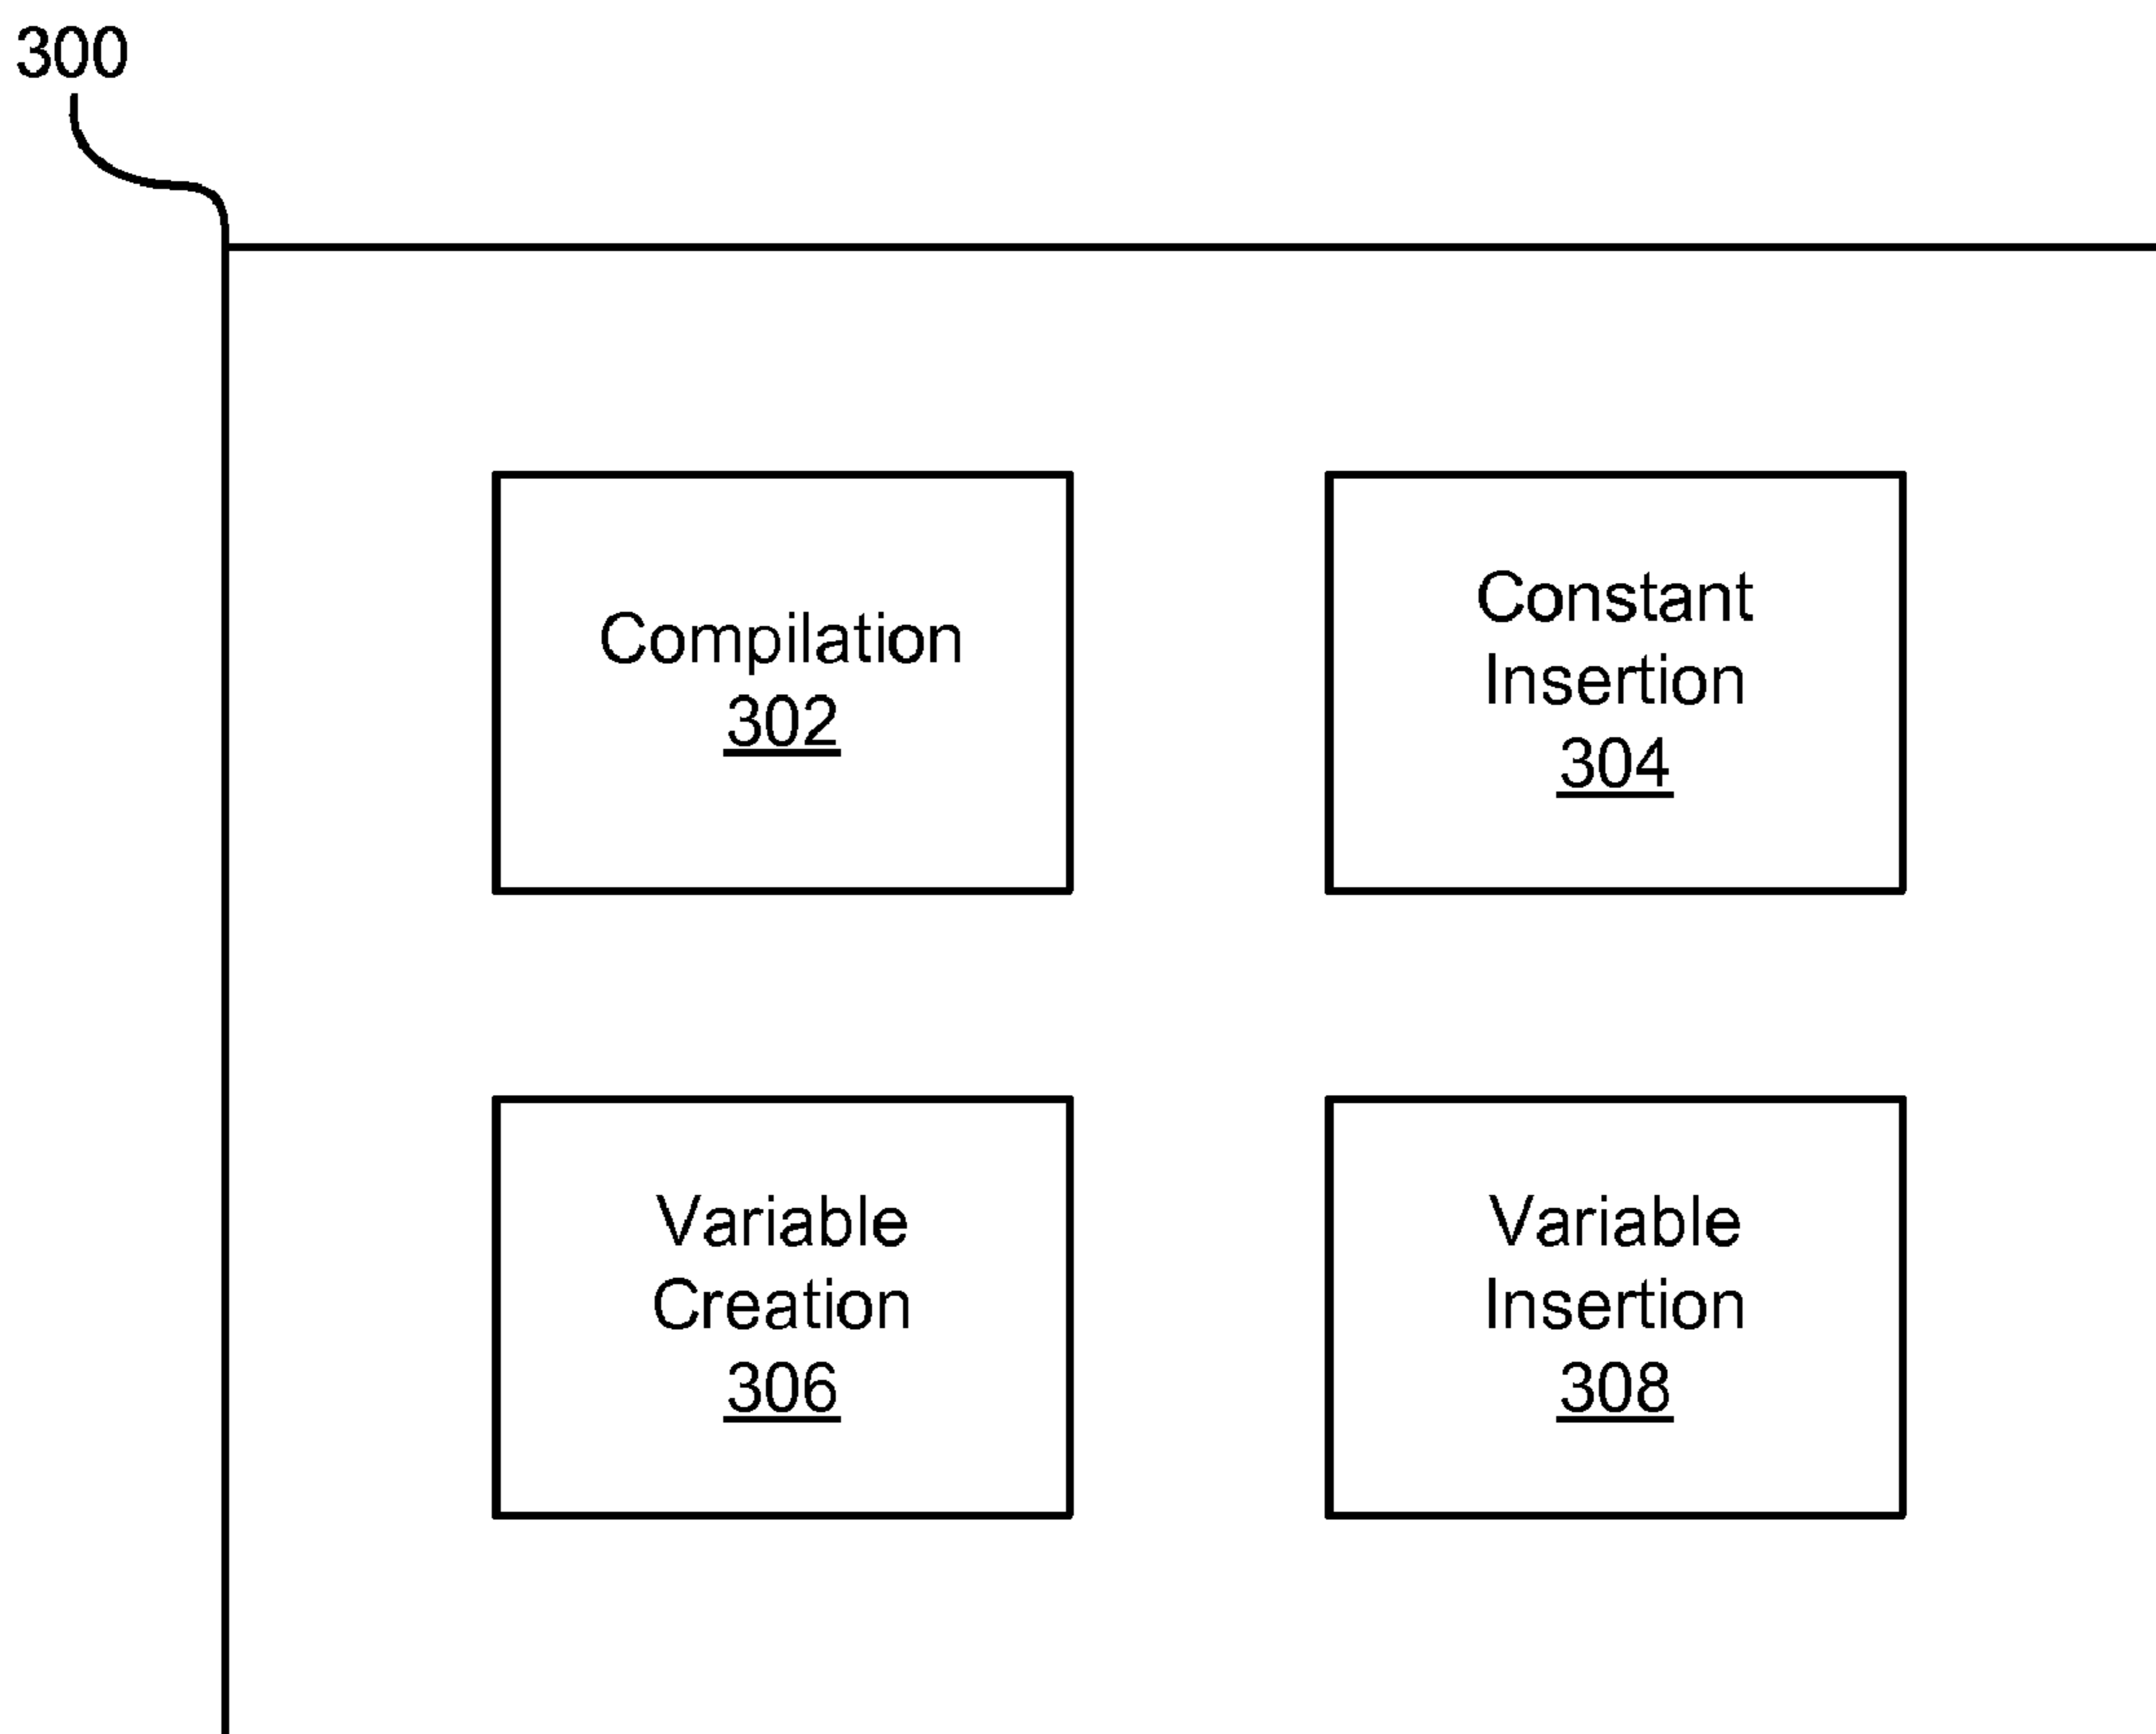 300
Compilation
302
Constant
Insertion
304
Variable
Creation
306
Variable
Insertion
308